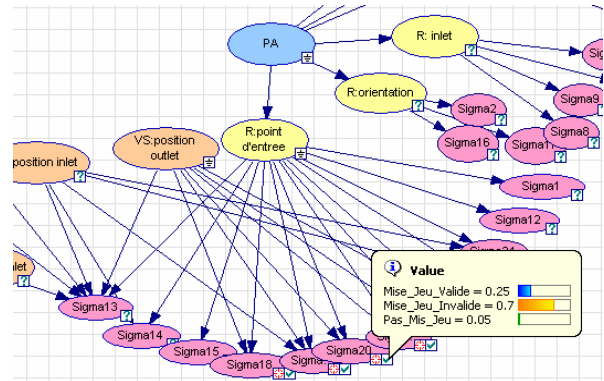 PA
R: inlet
R:orientation
Sigma9
Sigma2
Sigma8
Sigma16
VS:position
outlet
R:point
d'entree
position inlet
Sigma1
Sigma12
Value
Mise_Jeu_Valide = 0.25
Mise_Jeu_Invalide = 0.7
Pas_Mis_Jeu = 0.05
Sigma13
Sigma14
Sigma15
Sigma18
Sigma20